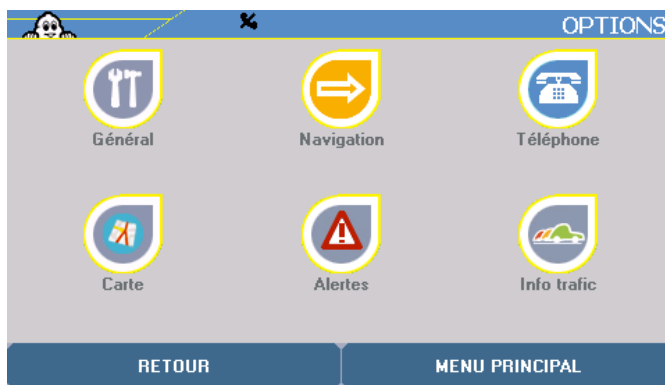 OPTIONS
Général
Navigation
Téléphone
Carte
Alertes
Info trafic
RETOUR
MENU PRINCIPAL